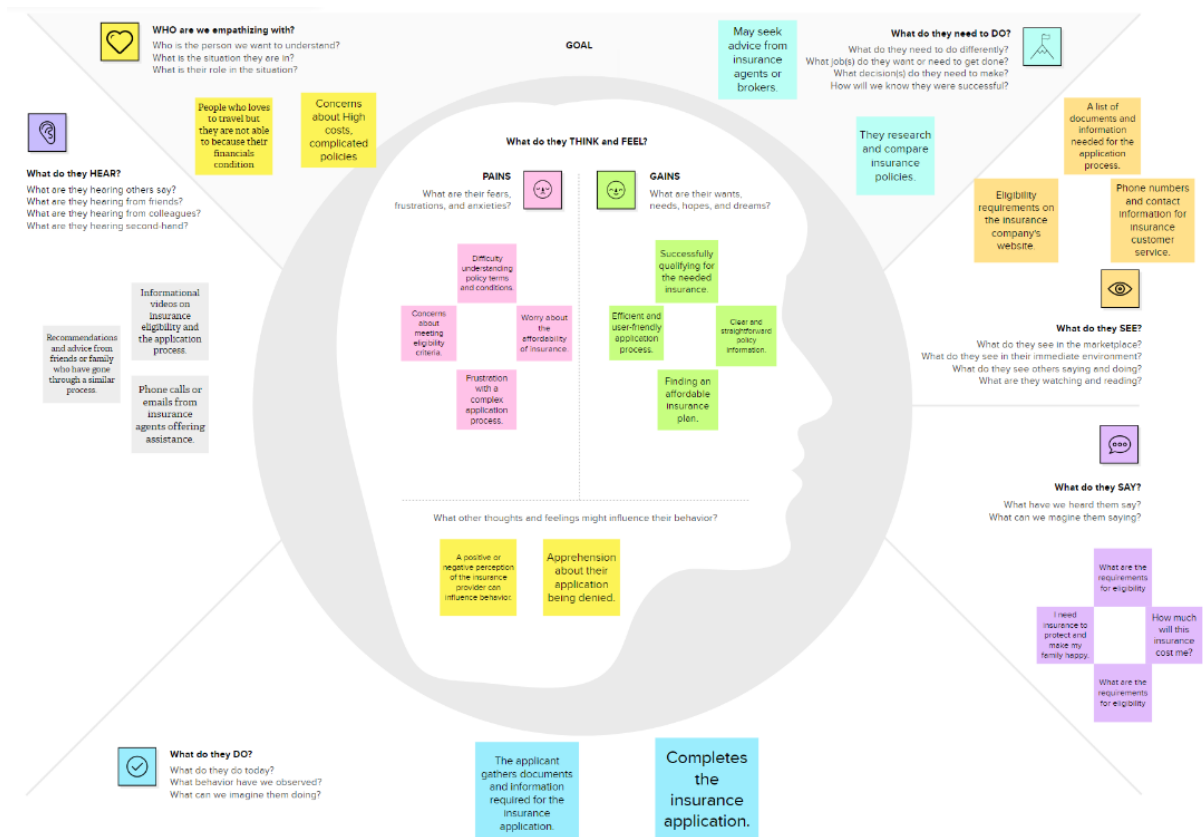 WHO are we empathizing with?
Who is the person we want to understand?
What is the situation they are in?
What is their role in the situation?
People who loves
to travel but
they are not able
to because their
financials
condition
Concerns
about High
costs,
complicated
policies
GOAL
May seek
advice from
insurance
agents or
brokers.
What do they need to DO?
What do they need to do differently?
What job(s) do they want or need to get done?
What decision(s) do they need to make?
How will we know they were successful?
They research
and compare
insurance
policies.
A list of
documents and
information
needed for the
application
process.
Eligibility
requirements on
the insurance
company's
website.
Phone numbers
and contact
information for
insurance
customer
service.
What do they HEAR?
What are they hearing others say?
What are they hearing from friends?
What are they hearing from colleagues?
What are they hearing second-hand?
Informational
videos on
insurance
eligibility and
the application
process.
Recommendations
and advice from
friends or family
who have gone
through a similar
process.
Phone calls or
emails from
insurance
agents offering
assistance.
What do they THINK and FEEL?
PAINS
What are their fears,
frustrations, and anxieties?
GAINS
What are their wants,
needs, hopes, and dreams?
Difficulty
understanding
policy terms
and conditions.
Concerns
about
meeting
eligibility
criteria.
Worry about
the
affordability
of insurance.
Frustration
with a
complex
application
process.
Successfully
qualifying for
the needed
insurance.
Efficient and
user-friendly
application
process.
Clear and
straightforward
policy
information.
Finding an
affordable
insurance
plan.
What other thoughts and feelings might influence their behavior?
A positive or
negative perception
of the insurance
provider can
influence behavior.
Apprehension
about their
application
being denied.
What do they SEE?
What do they see in the marketplace?
What do they see in their immediate environment?
What do they see others saying and doing?
What are they watching and reading?
What do they SAY?
What have we heard them say?
What can we magine them saying?
What are the
requirements
for eligibility
I need
insurance to
protect and
make my
family happy.
How much
will this
insurance
cost me?
What are the
requirements
for eligibility
What do they DO?
What do they do today?
What behavior have we observed?
What can we imagine them doing?
The applicant
gathers documents
and information
required for the
insurance
application.
Completes
the
insurance
application.